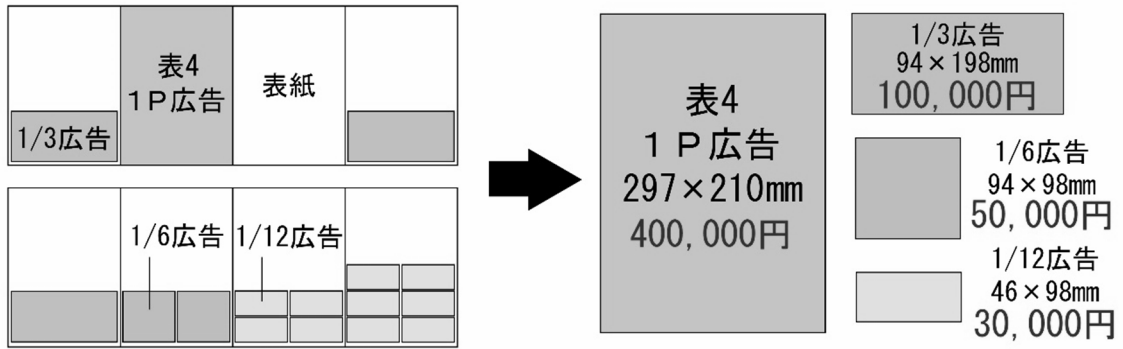 表4
1P広告
表紙
1/3広告
1/6広告
1/12広告
表4
1P広告
297×210mm
400,000円
1/3広告
94×198mm
100,000円
1/6広告
94×98mm
50,000円
1/12広告
46×98mm
30,000円